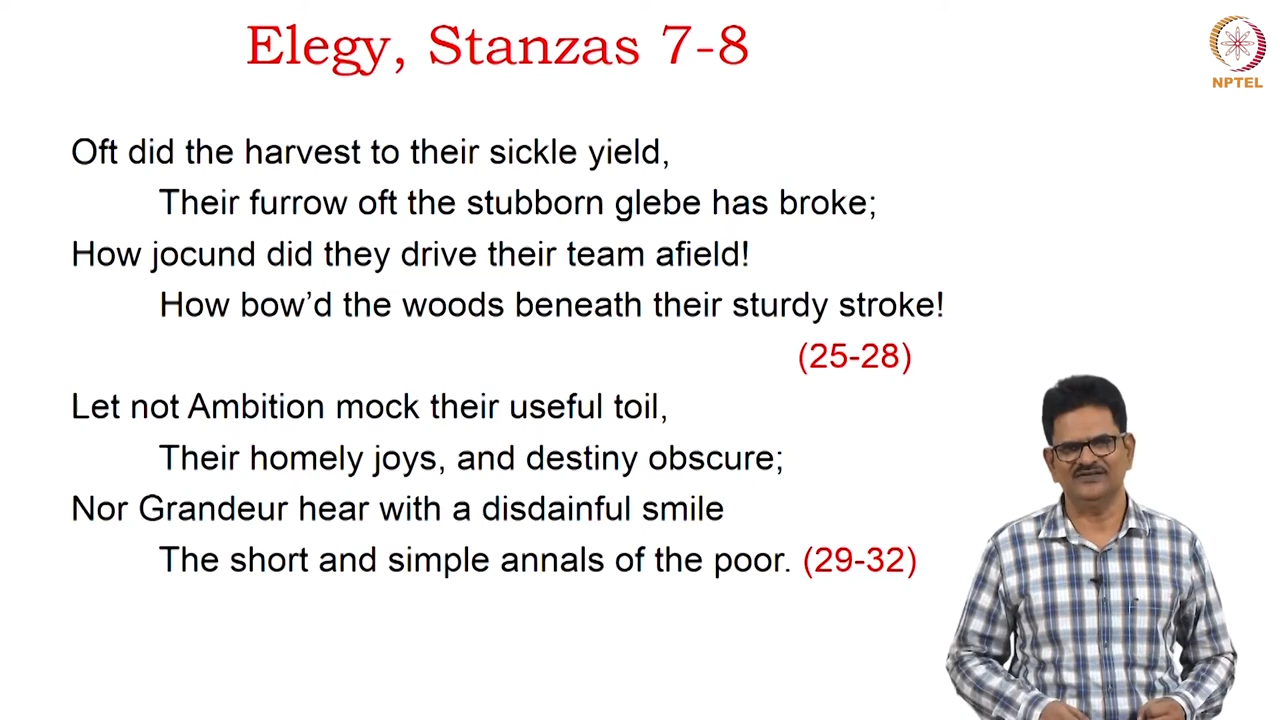 Elegy, Stanzas 7-8
NPTEL
Oft did the harvest to their sickle yield,
Their furrow oft the stubborn glebe has broke;
How jocund did they drive their team afield!
How bow’d the woods beneath their sturdy stroke!
(25-28)
Let not Ambition mock their useful toil,
Their homely joys, and destiny obscure;
Nor Grandeur hear with a disdainful smile
The short and simple annals of the poor. (29-32)